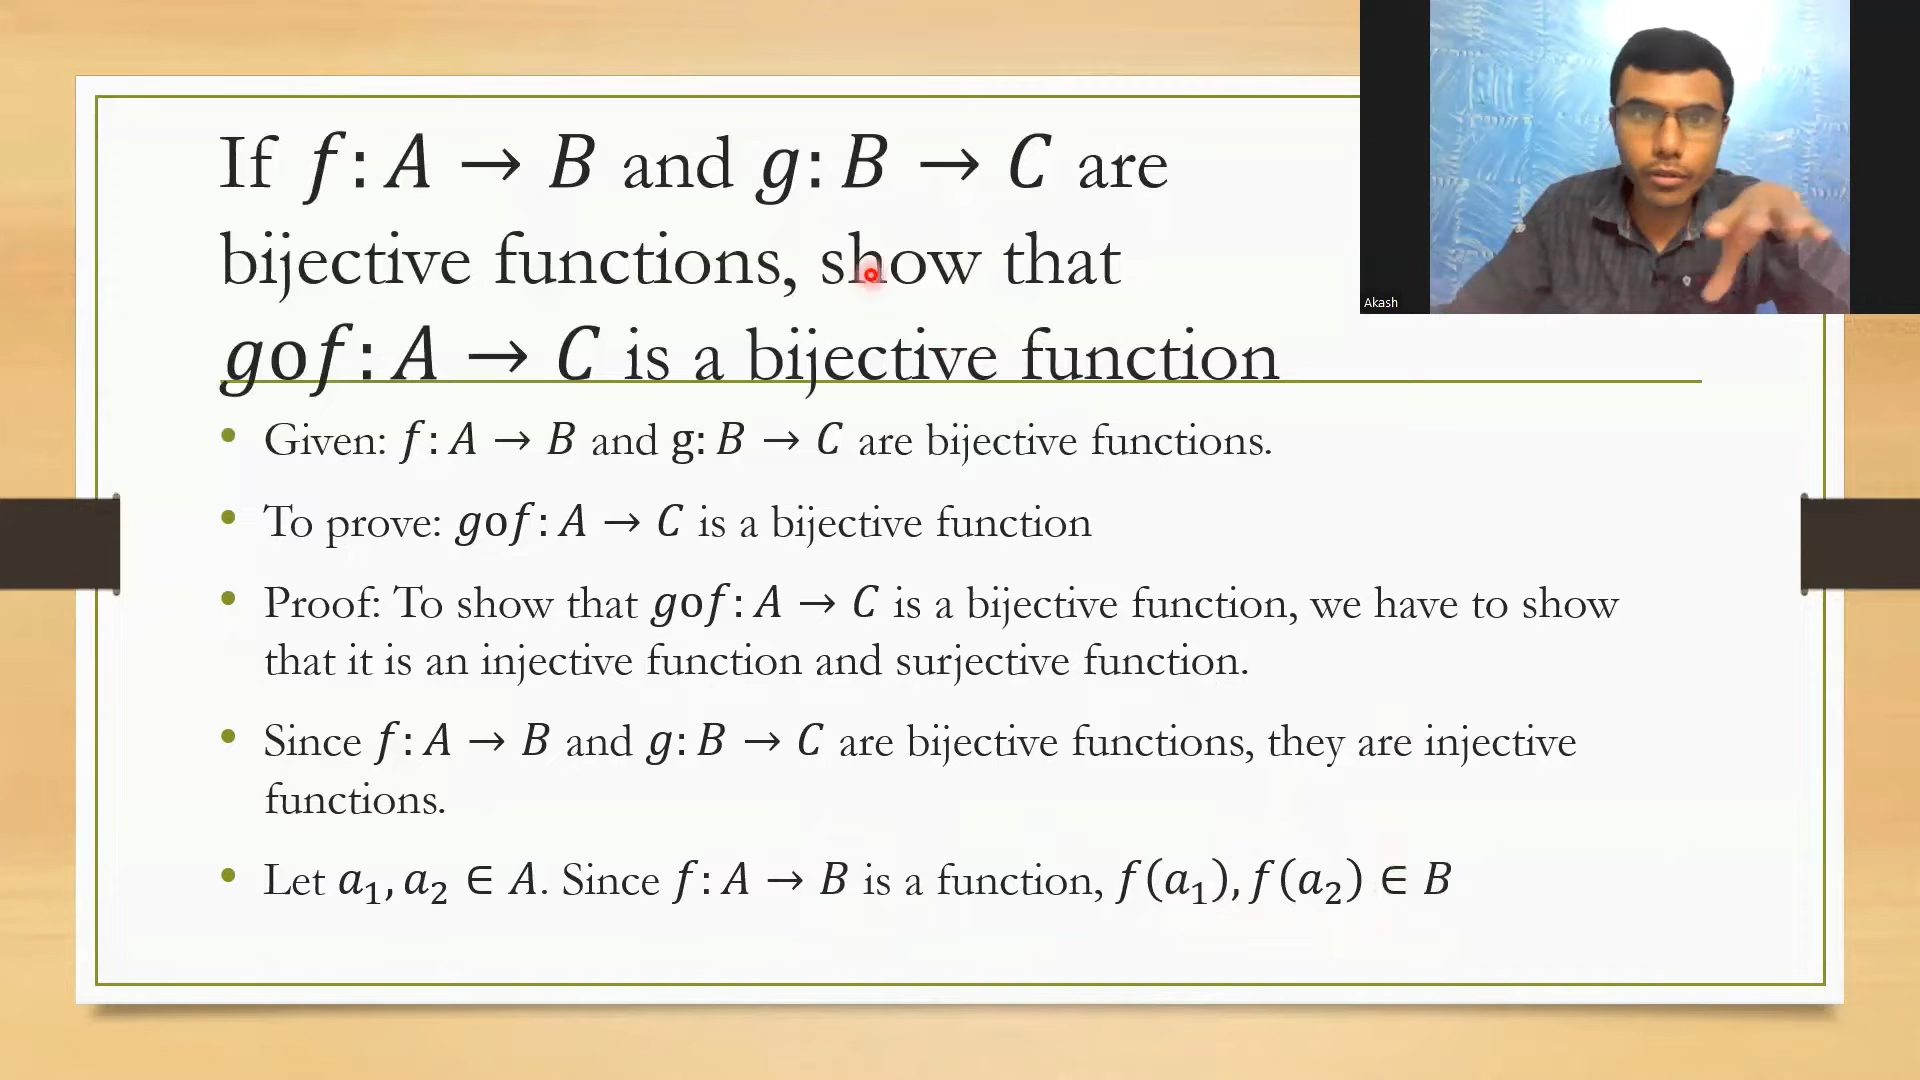 If f: A → B and g: B → C are
bijective functions, show that
gof: A → C is a bijective function
Akash
• Given: f: A → B and g: B → C are bijective functions.
• To prove: gof: A → C is a bijective function
• Proof: To show that gof: A → C is a bijective function, we have to show
that it is an injective function and surjective function.
• Since f: A → B and g: B → C are bijective functions, they are injective
functions.
• Let a₁, a₂ ∈ A. Since f: A → B is a function, f(a₁), f(a₂) ∈ B